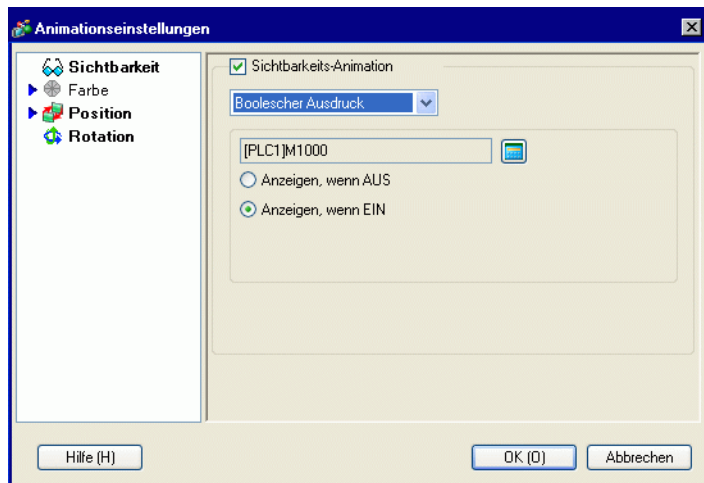 Animationseinstellungen
Sichtbarkeit
Farbe
Position
Rotation
Sichtbarkeits-Animation
Boolescher Ausdruck
[PLC1]M1000
Anzeigen, wenn AUS
Anzeigen, wenn EIN
Hilfe (H)
OK (O)
Abbrechen